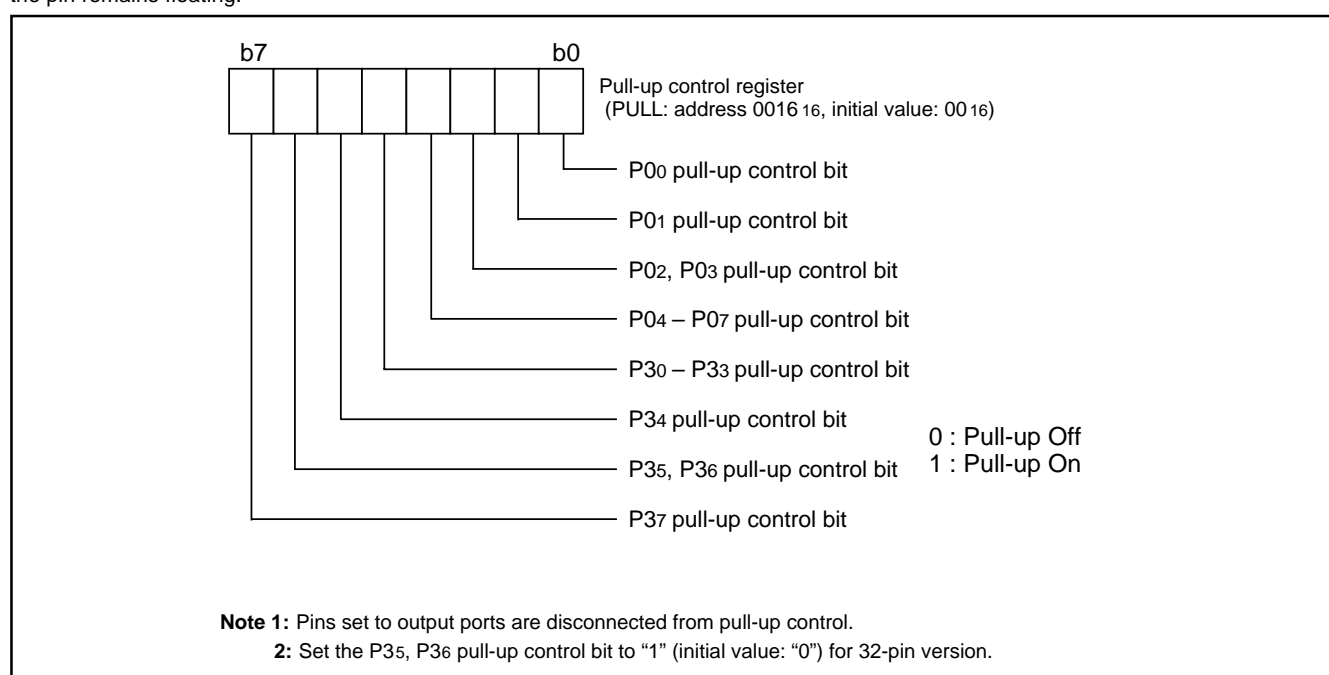 the pin remains floating.
b7 b0
Pull-up control register
(PULL: address 0016 16, initial value: 00 16)
P00 pull-up control bit
P01 pull-up control bit
P02, P03 pull-up control bit
P04 – P07 pull-up control bit
P30 – P33 pull-up control bit
P34 pull-up control bit
P35, P36 pull-up control bit
P37 pull-up control bit
0 : Pull-up Off
1 : Pull-up On
Note 1: Pins set to output ports are disconnected from pull-up control.
2: Set the P35, P36 pull-up control bit to “1” (initial value: “0”) for 32-pin version.